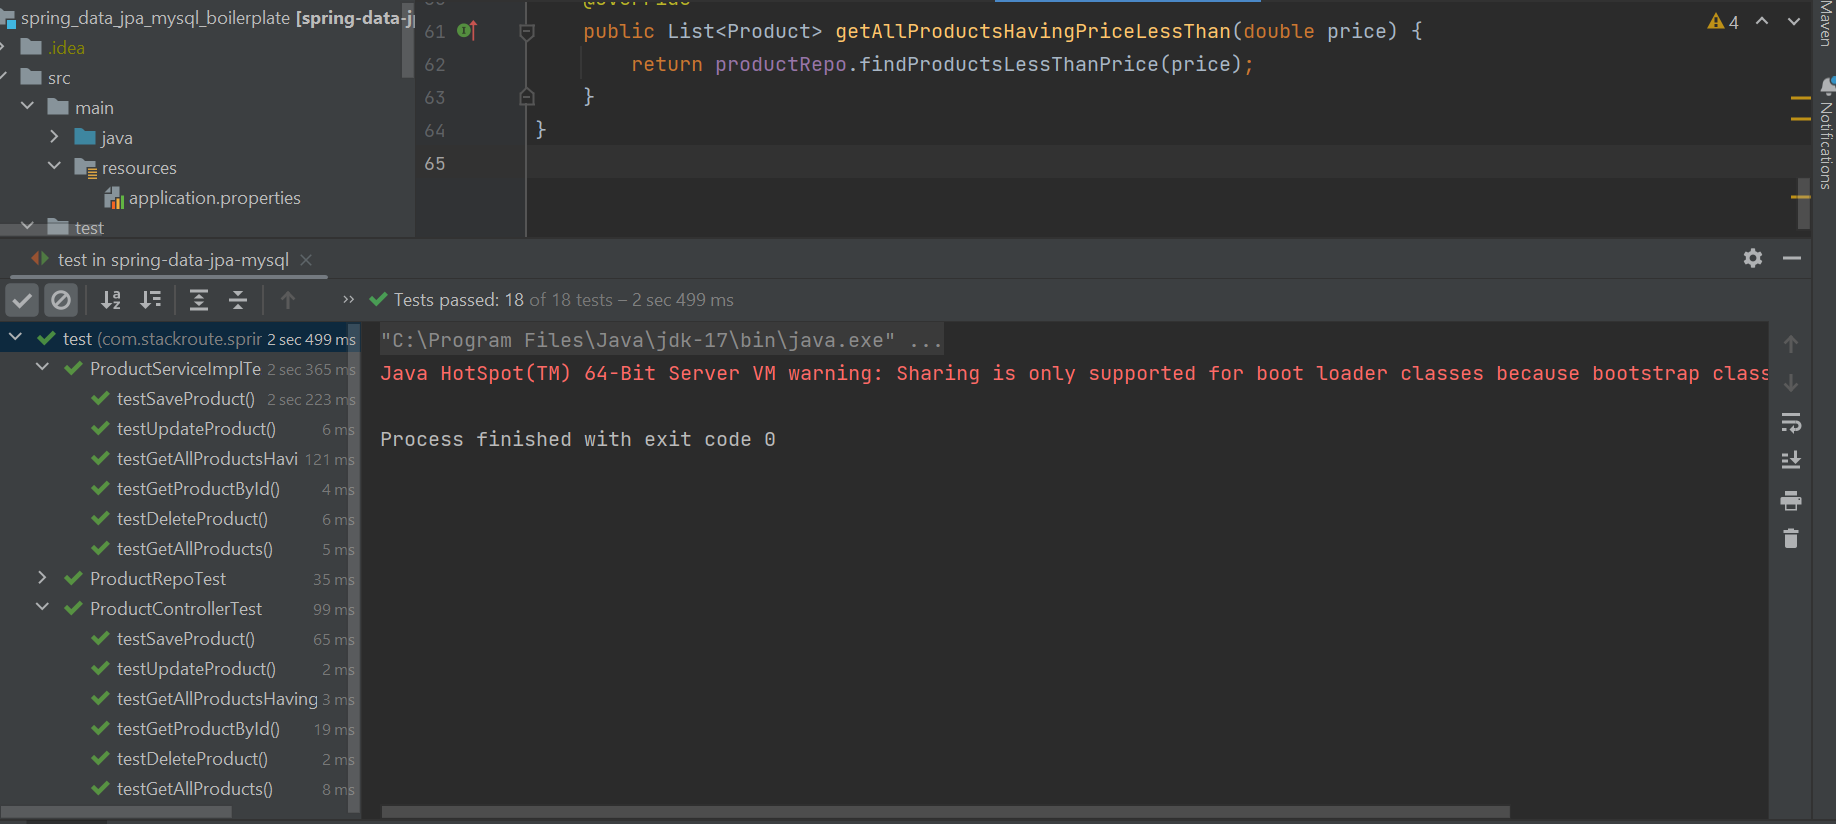 spring_data_jpa_mysql_boilerplate [spring-data-j
.idea
src
main
java
resources
application.properties
test
@Override
61 public List<Product> getAllProductsHavingPriceLessThan(double price) {
62 return productRepo.findProductsLessThanPrice(price);
63 }
64 }
65
4
Maven
Notifications
test in spring-data-jpa-mysql
Tests passed: 18 of 18 tests – 2 sec 499 ms
test (com.stackroute.sprir 2 sec 499 ms
ProductServiceImplTe 2 sec 365 ms
testSaveProduct() 2 sec 223 ms
testUpdateProduct() 6 ms
testGetAllProductsHavi 121 ms
testGetProductById() 4 ms
testDeleteProduct() 6 ms
testGetAllProducts() 5 ms
ProductRepoTest 35 ms
ProductControllerTest 99 ms
testSaveProduct() 65 ms
testUpdateProduct() 2 ms
testGetAllProductsHaving 3 ms
testGetProductById() 19 ms
testDeleteProduct() 2 ms
testGetAllProducts() 8 ms
"C:\Program Files\Java\jdk-17\bin\java.exe" ...
Java HotSpot(TM) 64-Bit Server VM warning: Sharing is only supported for boot loader classes because bootstrap class
Process finished with exit code 0